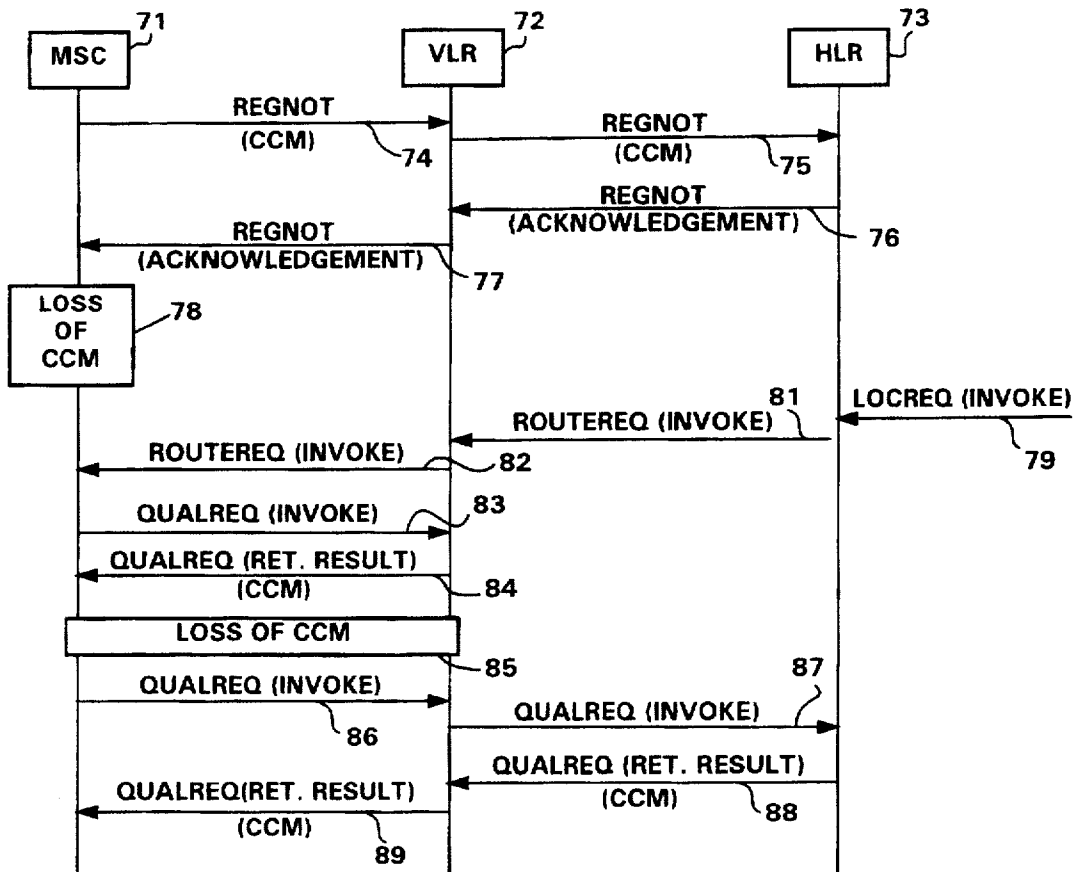 71
72
73
MSC
VLR
HLR
REGNOT
(CCM)
74
REGNOT
(CCM)
75
REGNOT
(ACKNOWLEDGEMENT)
76
REGNOT
(ACKNOWLEDGEMENT)
77
LOSS
OF
CCM
78
LOCREQ (INVOKE)
79
ROUTEREQ (INVOKE)
81
ROUTEREQ (INVOKE)
82
QUALREQ (INVOKE)
83
QUALREQ (RET. RESULT)
(CCM)
84
LOSS OF CCM
85
QUALREQ (INVOKE)
86
QUALREQ (INVOKE)
87
QUALREQ (RET. RESULT)
(CCM)
88
QUALREQ(RET. RESULT)
(CCM)
89